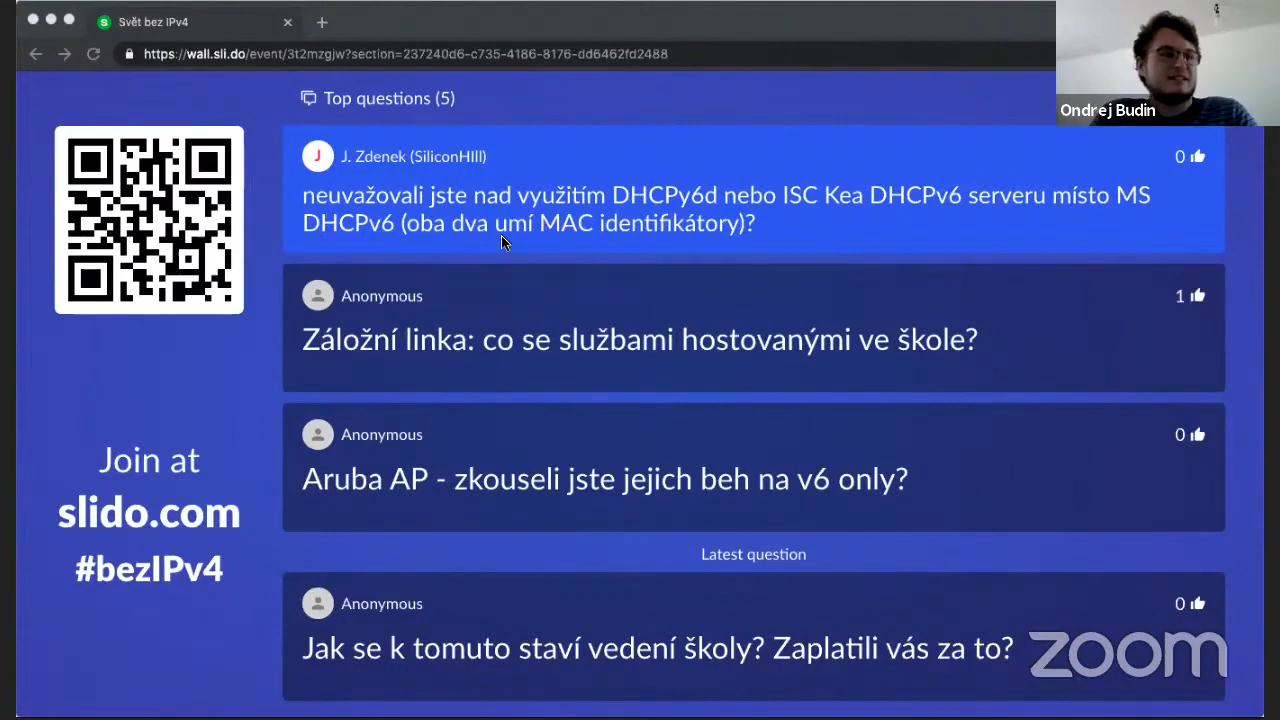 Svět bez IPv4
https://wall.sli.do/event/3t2mzgjw?section=237240d6-c735-4186-8176-dd6462fd2488
Ondrej Budin
Top questions (5)
J
J. Zdenek (SiliconHIll)
0
neuvažovali jste nad využitím DHCPy6d nebo ISC Kea DHCPv6 serveru místo MS
DHCPv6 (oba dva umí MAC identifikátory)?
Anonymous
1
Záložní linka: co se službami hostovanými ve škole?
Anonymous
0
Aruba AP - zkouseli jste jejich beh na v6 only?
Latest question
Anonymous
0
Jak se k tomuto staví vedení školy? Zaplatili vás za to?
Join at
slido.com
#bezIPv4
zoom